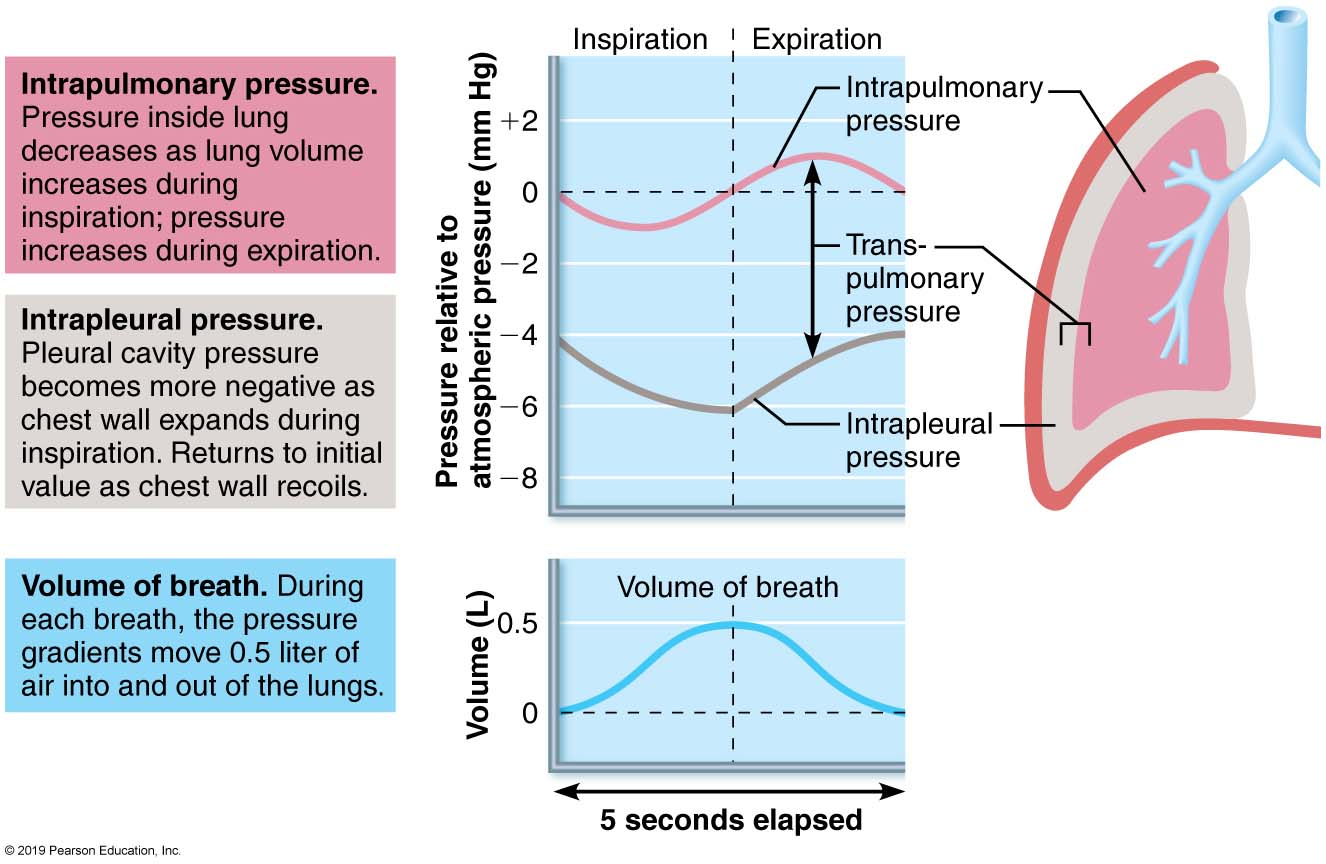 Intrapulmonary pressure.
Pressure inside lung
decreases as lung volume
increases during
inspiration; pressure
increases during expiration.
Intrapleural pressure.
Pleural cavity pressure
becomes more negative as
chest wall expands during
inspiration. Returns to initial
value as chest wall recoils.
Volume of breath. During
each breath, the pressure
gradients move 0.5 liter of
air into and out of the lungs.
Inspiration
Expiration
Pressure relative to
atmospheric pressure (mm Hg)
+2
0
−2
−4
−6
−8
Intrapulmonary
pressure
Trans-
pulmonary
pressure
Intrapleural
pressure
Volume of breath
Volume (L)
0.5
0
5 seconds elapsed
© 2019 Pearson Education, Inc.